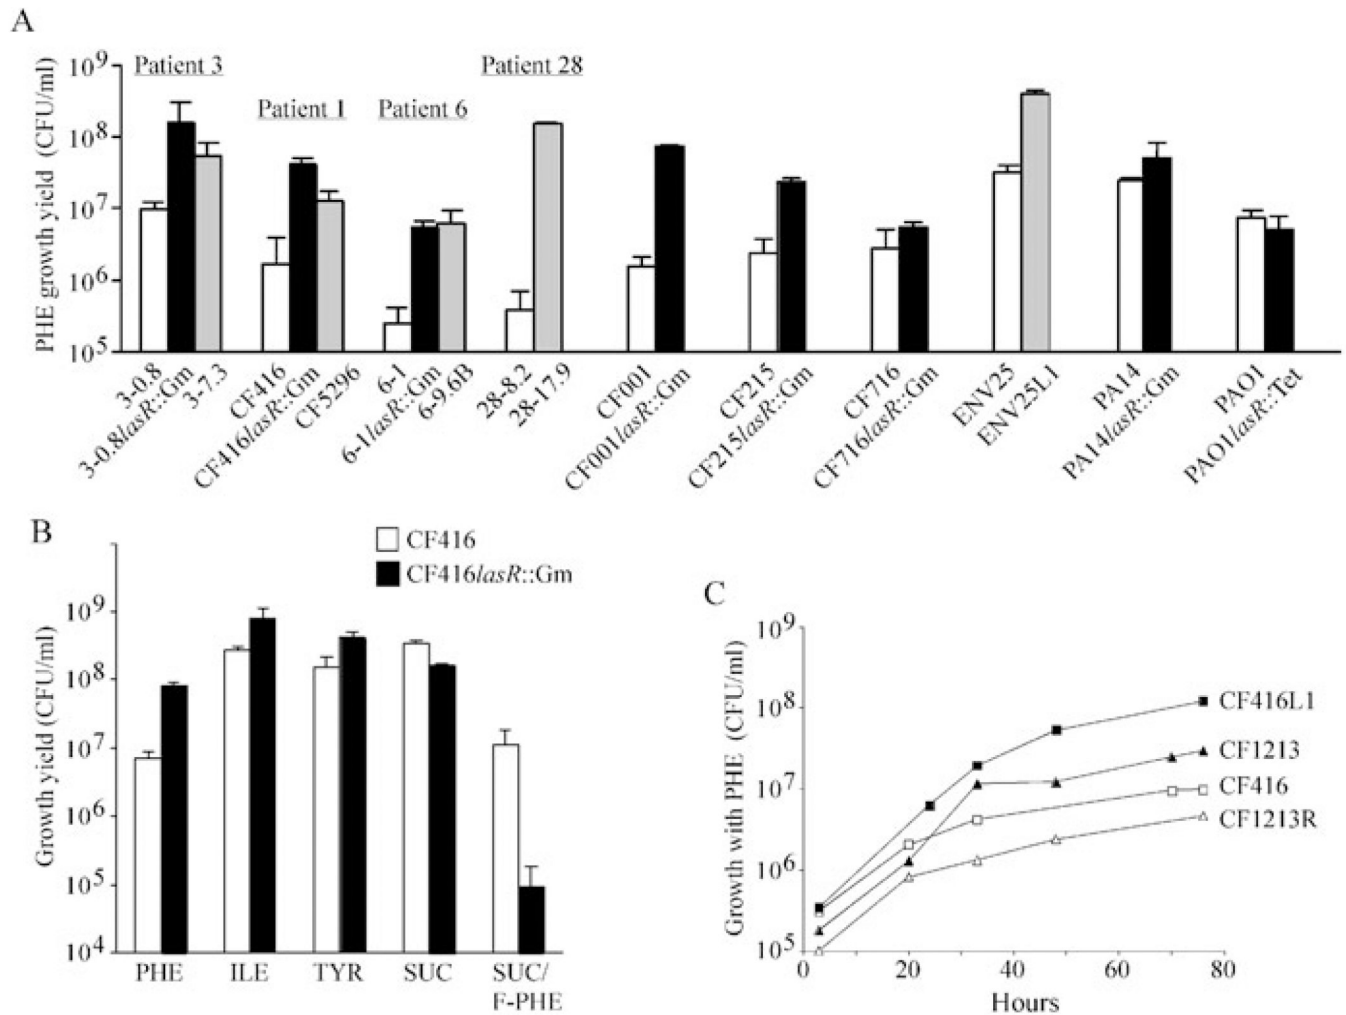 A
PHE growth yield (CFU/ml)
10⁹
10⁸
10⁷
10⁶
10⁵
Patient 3
Patient 1
Patient 6
Patient 28
3-0.8
3-0.8lasR::Gm
3-7.3
CF416
CF416lasR::Gm
CF5296
6-1
6-1lasR::Gm
6-9.6B
28-8.2
28-17.9
CF001
CF001lasR::Gm
CF215
CF215lasR::Gm
CF716
CF716lasR::Gm
ENV25
ENV25L1
PA14
PA14lasR::Gm
PAO1
PAO1lasR::Tet
B
CF416
CF416lasR::Gm
Growth yield (CFU/ml)
10⁹
10⁸
10⁷
10⁶
10⁵
10⁴
PHE ILE TYR SUC SUC/
F-PHE
C
Growth with PHE (CFU/ml)
10⁹
10⁸
10⁷
10⁶
10⁵
CF416L1
CF1213
CF416
CF1213R
0 20 40 60 80
Hours